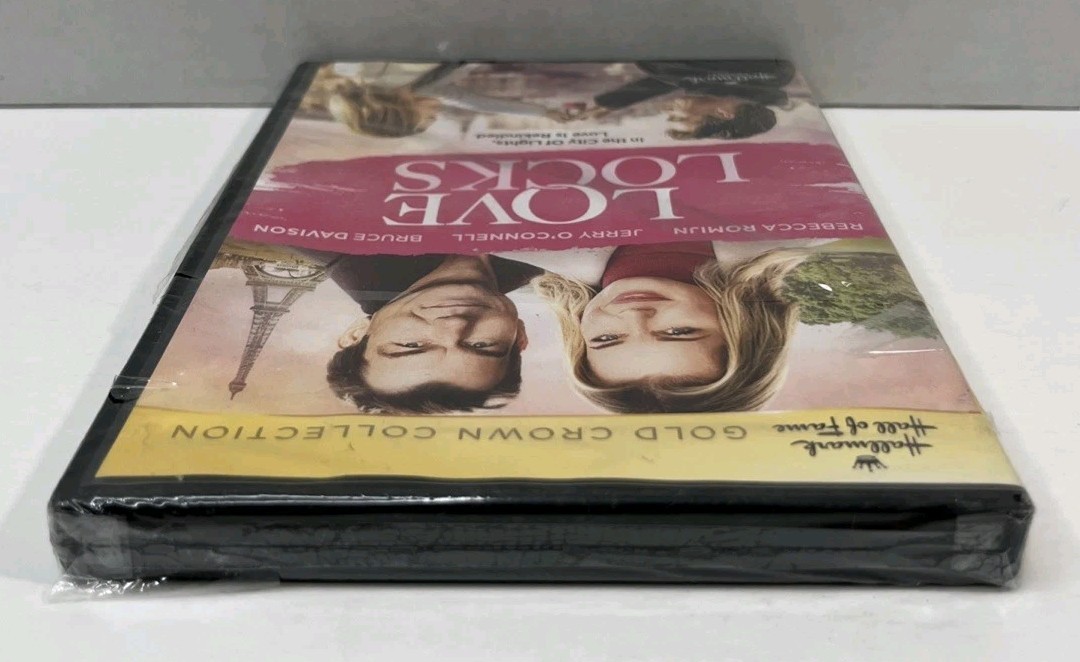 Hallmark
Hall of Fame
GOLD CROWN COLLECTION
REBECCA ROMIJN JERRY O'CONNELL BRUCE DAVISON
LOVE
LOCKS
In the City Of Lights,
Love Is Rekindled.
Hallmark